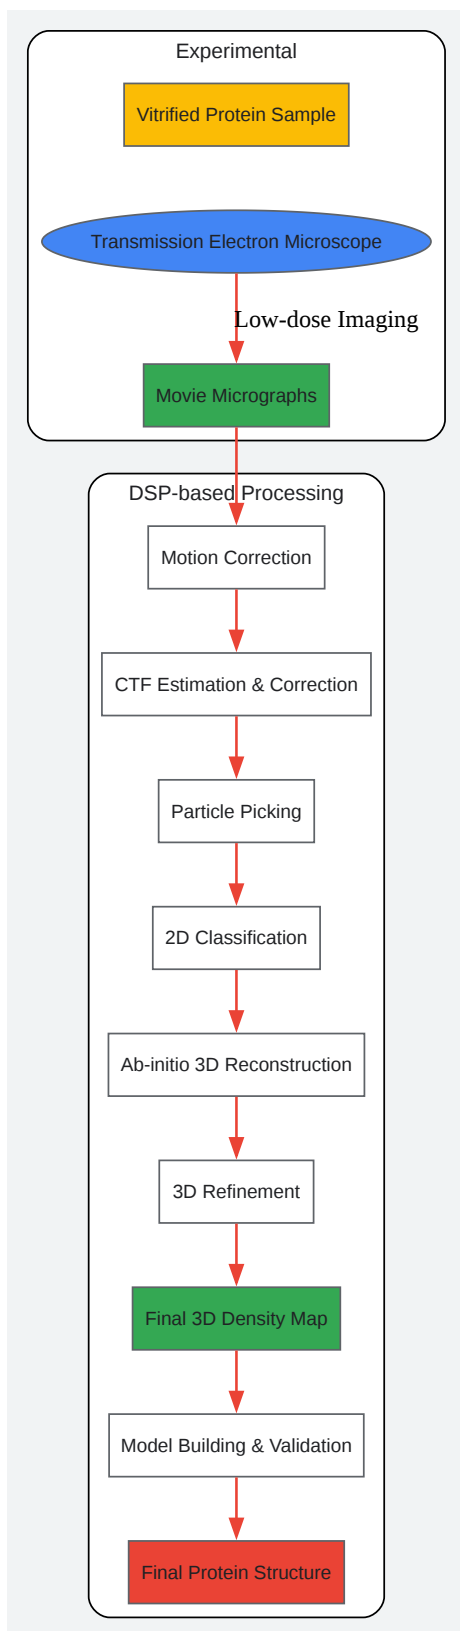 Experimental
Vitrified Protein Sample
Transmission Electron Microscope
Low-dose Imaging
Movie Micrographs
DSP-based Processing
Motion Correction
CTF Estimation & Correction
Particle Picking
2D Classification
Ab-initio 3D Reconstruction
3D Refinement
Final 3D Density Map
Model Building & Validation
Final Protein Structure